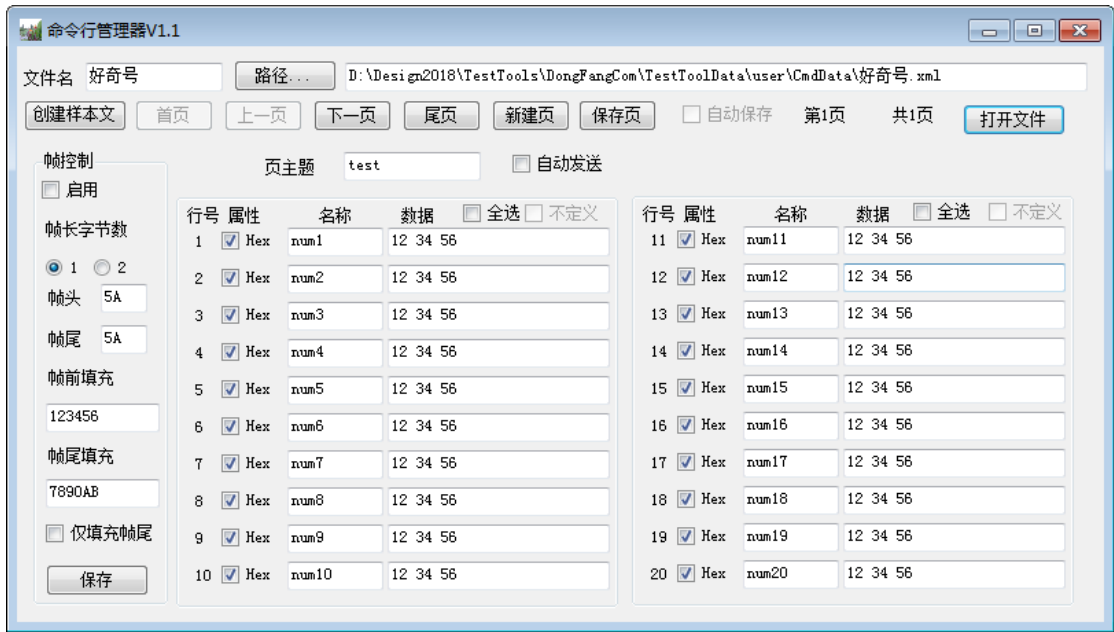 命令行管理器V1.1
文件名 好奇号 路径... D:\Design2018\TestTools\DongFangCom\TestToolData\user\CmdData\好奇号.xml
创建样本文 首页 上一页 下一页 尾页 新建页 保存页 自动保存 第1页 共1页 打开文件
帧控制 页主题 test 自动发送
启用
行号 属性 名称 数据 全选 不定义 行号 属性 名称 数据 全选 不定义
帧长字节数
1 Hex num1 12 34 56 11 Hex num11 12 34 56
1 2
2 Hex num2 12 34 56 12 Hex num12 12 34 56
帧头 5A
3 Hex num3 12 34 56 13 Hex num13 12 34 56
帧尾 5A
4 Hex num4 12 34 56 14 Hex num14 12 34 56
帧前填充
5 Hex num5 12 34 56 15 Hex num15 12 34 56
123456
6 Hex num6 12 34 56 16 Hex num16 12 34 56
帧尾填充
7 Hex num7 12 34 56 17 Hex num17 12 34 56
7890AB
8 Hex num8 12 34 56 18 Hex num18 12 34 56
仅填充帧尾
9 Hex num9 12 34 56 19 Hex num19 12 34 56
保存
10 Hex num10 12 34 56 20 Hex num20 12 34 56